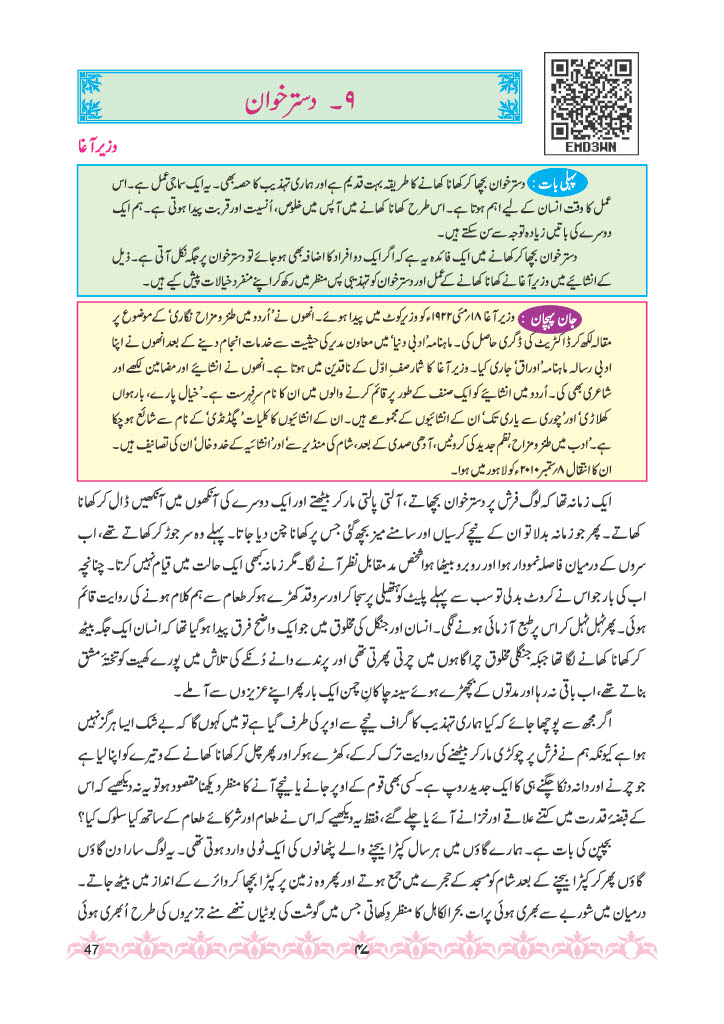 EMD3WN
۹۔ دستر خوان
وزیر آغا
پہلی بات : دسترخوان بچھا کر کھانا کھانے کا طریقہ بہت قدیم ہے اور ہماری تہذیب کا حصہ بھی۔ یہ ایک سماجی عمل ہے۔ اس
عمل کا وقت انسان کے لیے اہم ہوتا ہے۔ اس طرح کھانا کھانے میں آپس میں خلوص، اُنسیت اور قربت پیدا ہوتی ہے۔ ہم ایک
دوسرے کی باتیں زیادہ توجہ سے سن سکتے ہیں۔
دسترخوان بچھا کر کھانے میں ایک فائدہ یہ ہے کہ اگر ایک دو افراد کا اضافہ بھی ہو جائے تو دسترخوان پر جگہ نکل آتی ہے۔ ذیل
کے انشائیے میں وزیر آغا نے کھانا کھانے کے عمل اور دسترخوان کو تہذیبی پس منظر میں رکھ کر اپنے منفرد خیالات پیش کیے ہیں۔
جان پہچان : وزیر آغا ۱۸؍مئی ۱۹۲۲ء کو وزیر کوٹ میں پیدا ہوئے۔ انھوں نے ’اُردو میں طنز و مزاح نگاری‘ کے موضوع پر
مقالہ لکھ کر ڈاکٹریٹ کی ڈگری حاصل کی۔ ماہنامہ ’ادبی دنیا‘ میں معاون مدیر کی حیثیت سے خدمات انجام دینے کے بعد انھوں نے اپنا
ادبی رسالہ ماہنامہ ’اوراق‘ جاری کیا۔ وزیر آغا کا شمار صفِ اوّل کے ناقدین میں ہوتا ہے۔ انھوں نے انشائیے اور مضامین لکھے اور
شاعری بھی کی۔ اُردو میں انشائیے کو ایک صنف کے طور پر قائم کرنے والوں میں ان کا نام سرِ فہرست ہے۔ ’خیال پارے، بارھواں
کھلاڑی‘ اور ’چوری سے یاری تک‘ ان کے انشائیوں کے مجموعے ہیں۔ ان کے انشائیوں کا کلیات ’پگڈنڈی‘ کے نام سے شائع ہو چکا
ہے۔ ’ادب میں طنز و مزاح، نظم جدید کی کروٹیں، آدھی صدی کے بعد، شام کی منڈیر سے‘ اور ’انشائیہ کے خدوخال‘ ان کی تصانیف ہیں۔
ان کا انتقال ۸؍ستمبر ۲۰۱۰ء کو لاہور میں ہوا۔
ایک زمانہ تھا کہ لوگ فرش پر دسترخوان بچھاتے، آلتی پالتی مار کر بیٹھتے اور ایک دوسرے کی آنکھوں میں آنکھیں ڈال کر کھانا
کھاتے۔ پھر جو زمانہ بدلا تو ان کے نیچے کرسیاں اور سامنے میز بچھ گئی جس پر کھانا چن دیا جاتا۔ پہلے وہ سر جوڑ کر کھاتے تھے، اب
سروں کے درمیان فاصلہ نمودار ہوا اور روبرو بیٹھا ہوا شخص مدِمقابل نظر آنے لگا۔ مگر زمانہ کبھی ایک حالت میں قیام نہیں کرتا۔ چنانچہ
اب کی بار جو اس نے کروٹ بدلی تو سب سے پہلے پلیٹ کو ہتھیلی پر سجا کر اور سروقد کھڑے ہو کر طعام سے ہم کلام ہونے کی روایت قائم
ہوئی۔ پھر ٹہل ٹہل کر اس پر طبع آزمائی ہونے لگی۔ انسان اور جنگل کی مخلوق میں جو ایک واضح فرق پیدا ہو گیا تھا کہ انسان ایک جگہ بیٹھ
کر کھانا کھانے لگا تھا جبکہ جنگلی مخلوق چراگاہوں میں چرتی پھرتی تھی اور پرندے دانے دُنکے کی تلاش میں پورے کھیت کو تختۂ مشق
بناتے تھے، اب باقی نہ رہا اور مدتوں کے بچھڑے ہوئے سینہ چاکانِ چمن ایک بار پھر اپنے عزیزوں سے آ ملے۔
اگر مجھ سے پوچھا جائے کہ کیا ہماری تہذیب کا گراف نیچے سے اوپر کی طرف گیا ہے تو میں کہوں گا کہ بے شک ایسا ہرگز نہیں
ہوا ہے کیونکہ ہم نے فرش پر چوکڑی مار کر بیٹھنے کی روایت ترک کرکے، کھڑے ہو کر اور پھر چل کر کھانا کھانے کے وتیرے کو اپنا لیا ہے
جو چرنے اور دانہ دنکا چگنے ہی کا ایک جدید روپ ہے۔ کسی بھی قوم کے اوپر جانے یا نیچے آنے کا منظر دیکھنا مقصود ہو تو یہ نہ دیکھیے کہ اس
کے قبضۂ قدرت میں کتنے علاقے اور خزانے آئے یا چلے گئے، فقط یہ دیکھیے کہ اس نے طعام اور شرکائے طعام کے ساتھ کیا سلوک کیا؟
بچپن کی بات ہے۔ ہمارے گاؤں میں ہر سال کپڑا بیچنے والے پٹھانوں کی ایک ٹولی وارد ہوتی تھی۔ یہ لوگ سارا دن گاؤں
گاؤں پھر کر کپڑا بیچنے کے بعد شام کو مسجد کے حجرے میں جمع ہوتے اور پھر وہ زمین پر کپڑا بچھا کر دائرے کے انداز میں بیٹھ جاتے۔
درمیان میں شوربے سے بھری ہوئی پرات بحرالکاہل کا منظر دِکھاتی جس میں گوشت کی بوٹیاں ننھے منے جزیروں کی طرح اُبھری ہوئی
47 ۴۷